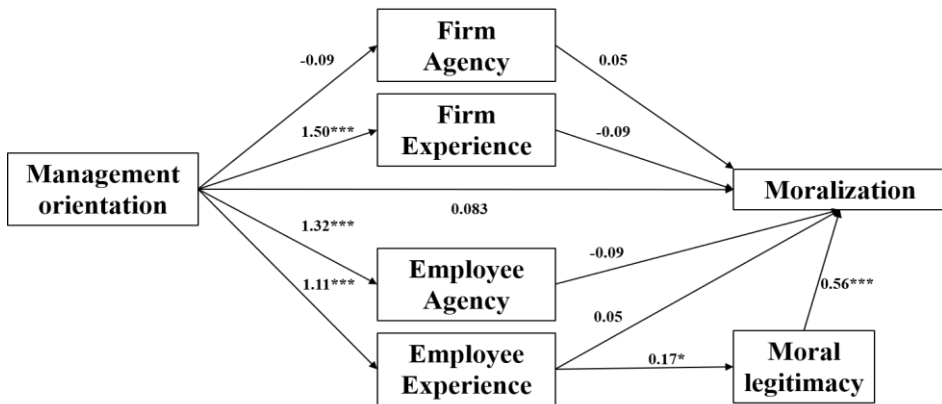 Firm
Agency
-0.09
0.05
Firm
Experience
1.50***
-0.09
Management
orientation
Moralization
0.083
1.32***
Employee
Agency
-0.09
1.11***
0.56***
0.05
Employee
Experience
0.17*
Moral
legitimacy